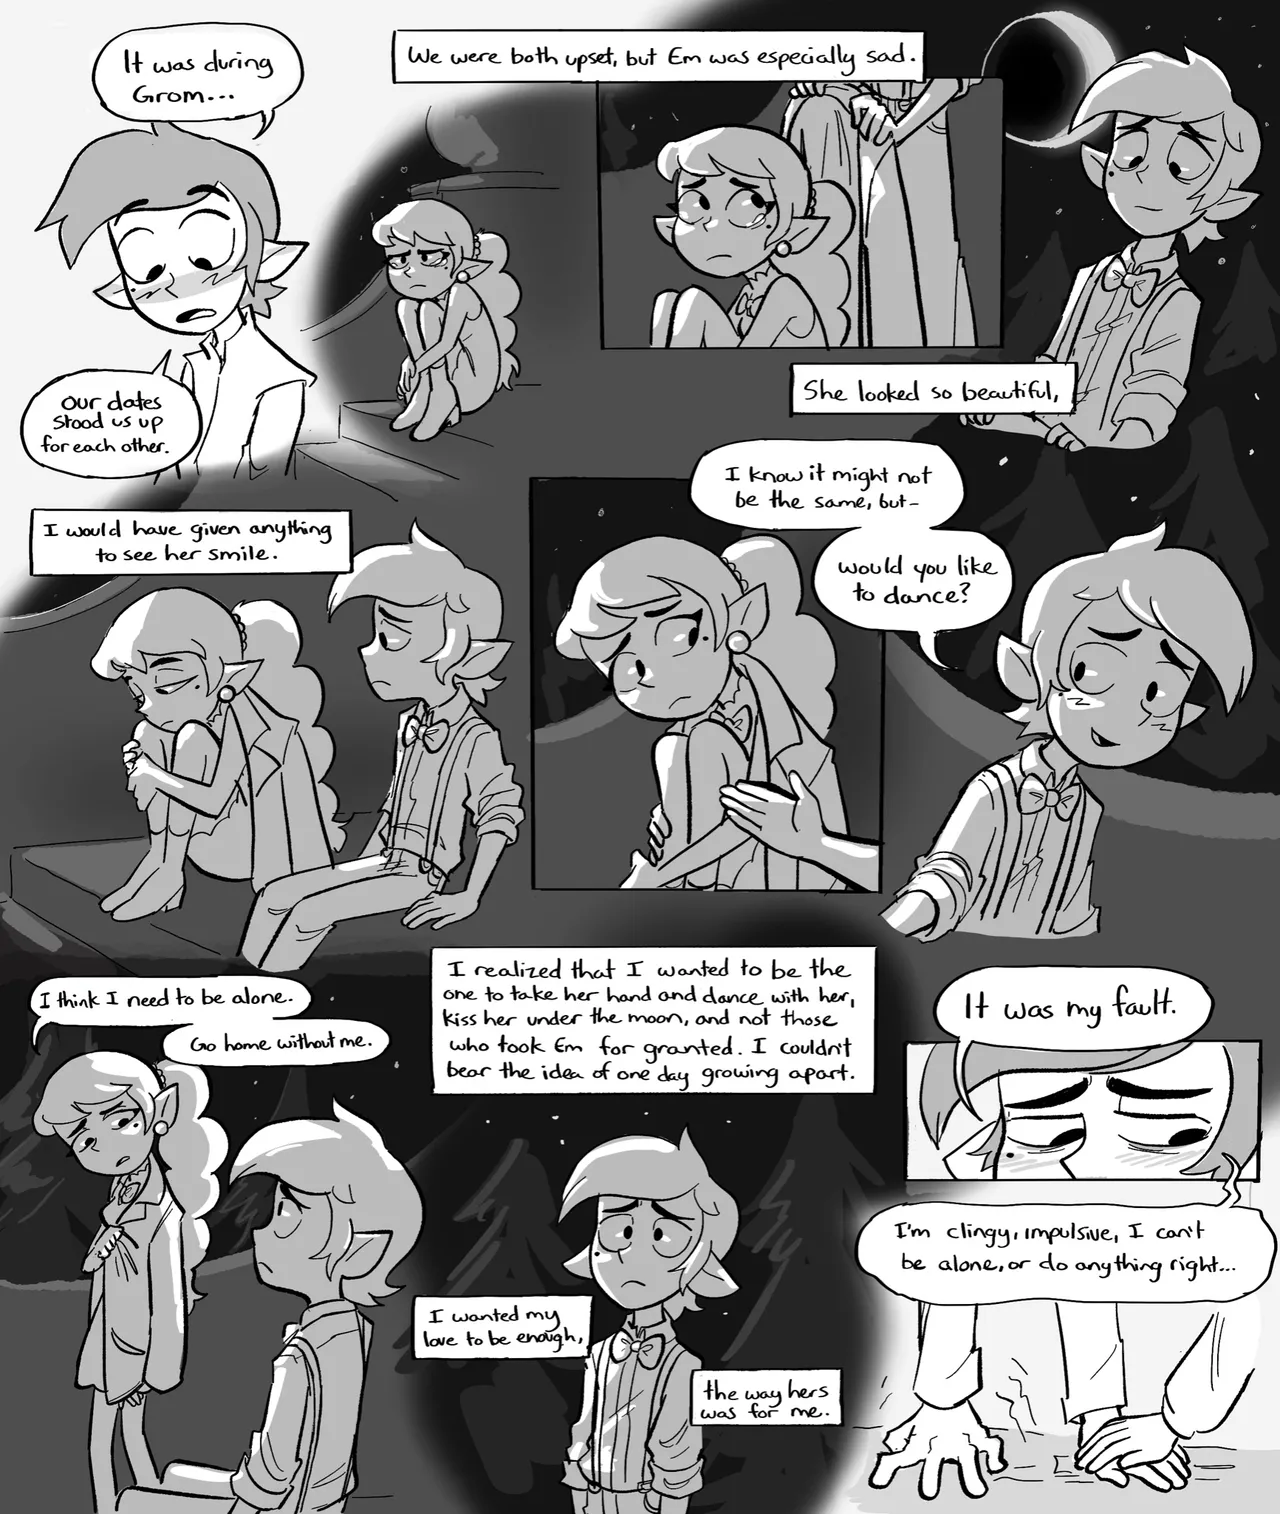 It was during
Grom...
We were both upset, but Em was especially sad.
Our dates
stood us up
for each other.
She looked so beautiful,
I would have given anything
to see her smile.
I know it might not
be the same, but-
would you like
to dance?
I think I need to be alone.
Go home without me.
I realized that I wanted to be the
one to take her hand and dance with her,
kiss her under the moon, and not those
who took Em for granted. I couldn't
bear the idea of one day growing apart.
I wanted my
love to be enough,
the way hers
was for me.
It was my fault.
I'm clingy, impulsive, I can't
be alone, or do anything right...